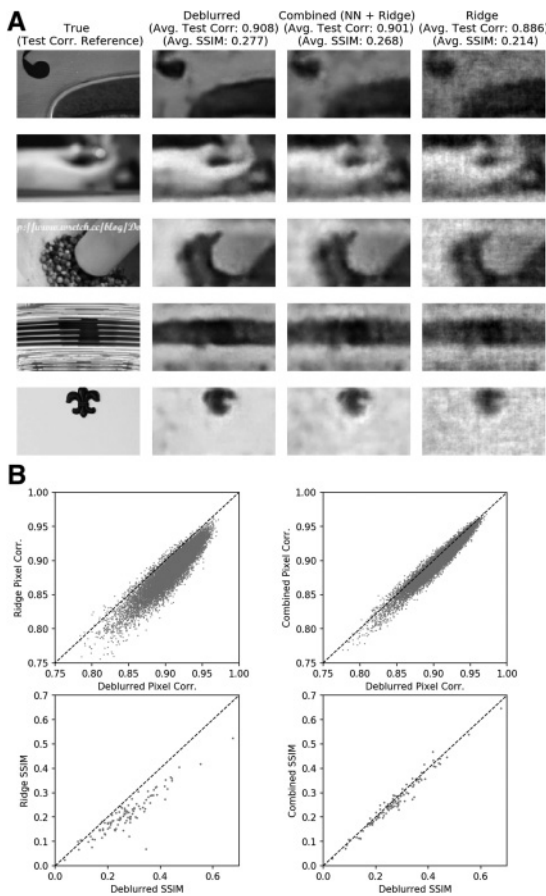 A
True
(Test Corr. Reference)
Deblurred
(Avg. Test Corr: 0.908)
(Avg. SSIM: 0.277)
Combined (NN + Ridge)
(Avg. Test Corr: 0.901)
(Avg. SSIM: 0.268)
Ridge
(Avg. Test Corr: 0.886)
(Avg. SSIM: 0.214)
p://www.wretch.cc/blog/Do
B
1.00
0.95
0.90
0.85
0.80
0.75
Ridge Pixel Corr.
0.75 0.80 0.85 0.90 0.95 1.00
Deblurred Pixel Corr.
1.00
0.95
0.90
0.85
0.80
0.75
Combined Pixel Corr.
0.75 0.80 0.85 0.90 0.95 1.00
Deblurred Pixel Corr.
0.7
0.6
0.5
0.4
0.3
0.2
0.1
0.0
Ridge SSIM
0.0 0.2 0.4 0.6
Deblurred SSIM
0.7
0.6
0.5
0.4
0.3
0.2
0.1
0.0
Combined SSIM
0.0 0.2 0.4 0.6
Deblurred SSIM